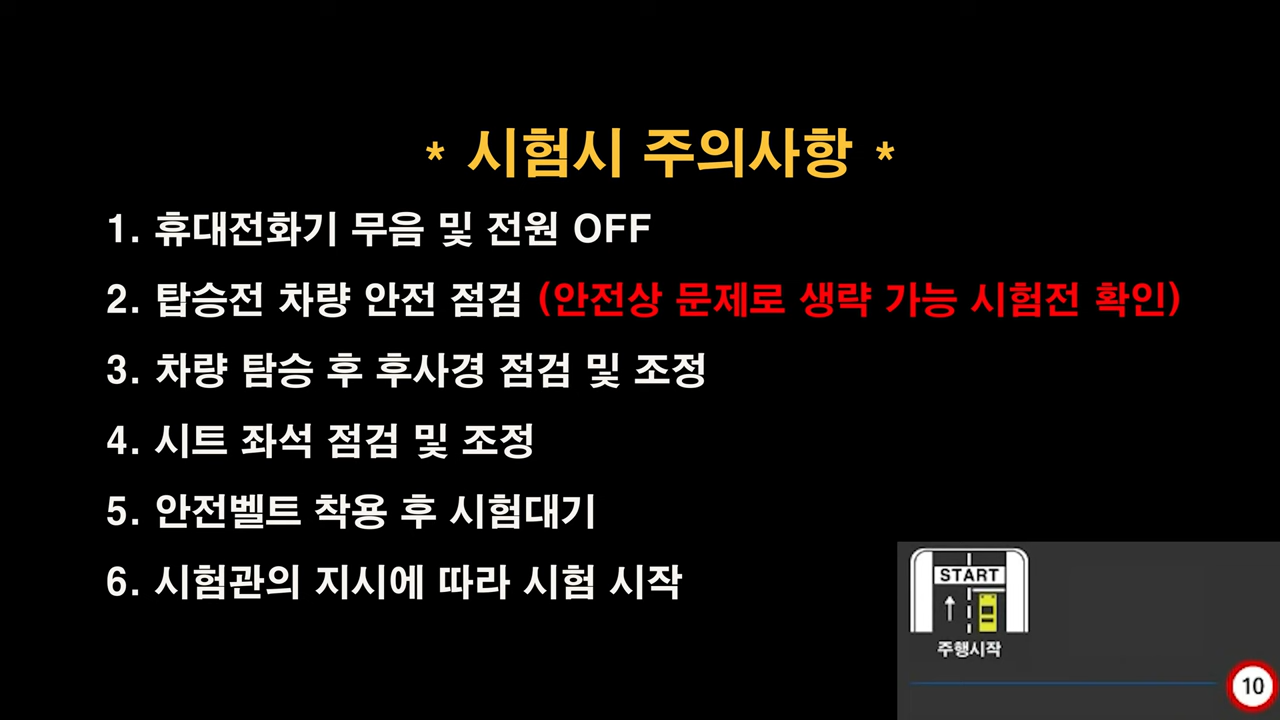 * 시험시 주의사항 *
1. 휴대전화기 무음 및 전원 OFF
2. 탑승전 차량 안전 점검 (안전상 문제로 생략 가능 시험전 확인)
3. 차량 탐승 후 후사경 점검 및 조정
4. 시트 좌석 점검 및 조정
5. 안전벨트 착용 후 시험대기
6. 시험관의 지시에 따라 시험 시작
START
주행시작
10